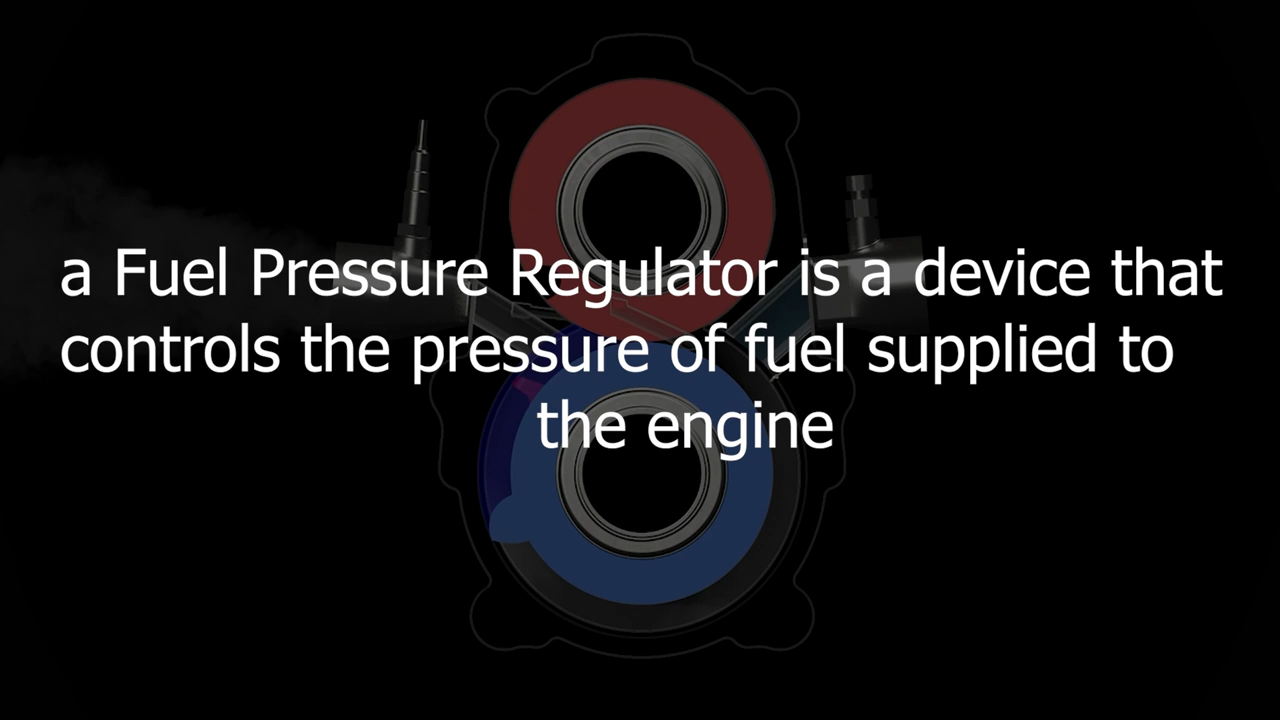 a Fuel Pressure Regulator is a device that
controls the pressure of fuel supplied to
the engine